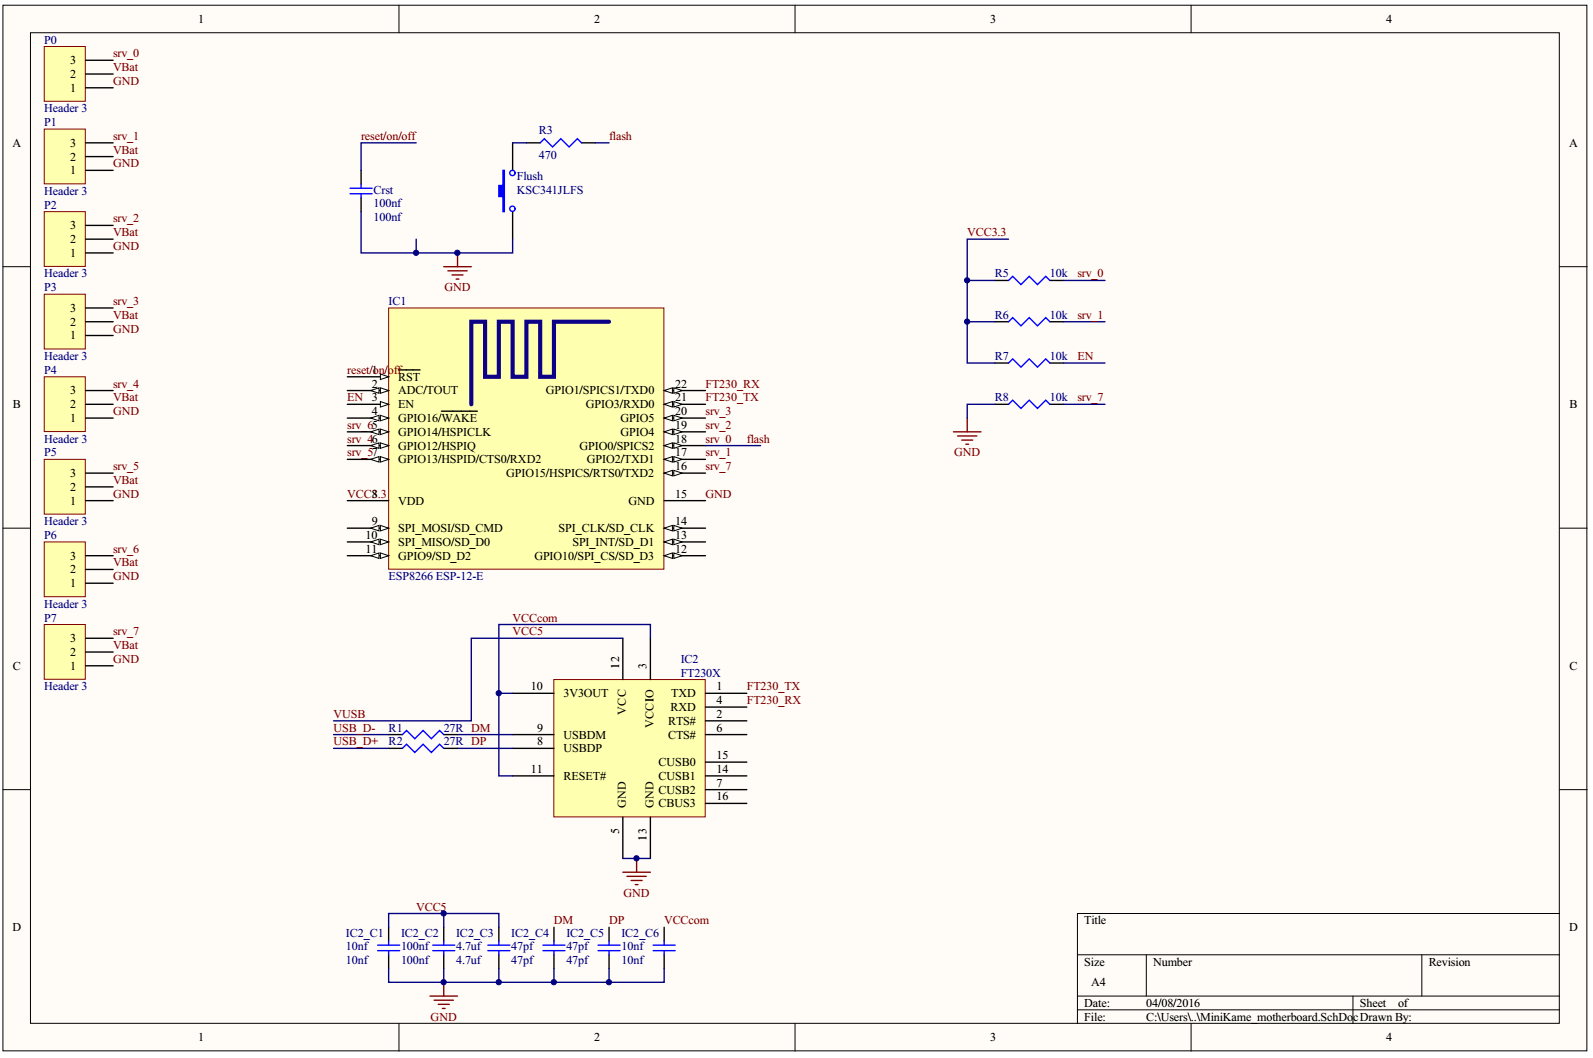 1 2 3 4
A A
B B
C C
D D
P0
3 srv_0
2 VBat
1 GND
Header 3
P1
3 srv_1
2 VBat
1 GND
Header 3
P2
3 srv_2
2 VBat
1 GND
Header 3
P3
3 srv_3
2 VBat
1 GND
Header 3
P4
3 srv_4
2 VBat
1 GND
Header 3
P5
3 srv_5
2 VBat
1 GND
Header 3
P6
3 srv_6
2 VBat
1 GND
Header 3
P7
3 srv_7
2 VBat
1 GND
Header 3
reset/on/off
Crst
100nf
100nf
R3
470
flash
Flush
KSC341JLFS
GND
VCC3.3
R5 10k srv_0
R6 10k srv_1
R7 10k EN
R8 10k srv_7
GND
IC1
reset/on/off 1 RST
2 ADC/TOUT
EN 3 EN
4 GPIO16/WAKE
srv_6 5 GPIO14/HSPICLK
srv_4 6 GPIO12/HSPIQ
srv_5 7 GPIO13/HSPID/CTS0/RXD2
VCC3.3 8 VDD
9 SPI_MOSI/SD_CMD
10 SPI_MISO/SD_D0
11 GPIO9/SD_D2
GPIO1/SPICS1/TXD0 22 FT230_RX
GPIO3/RXD0 21 FT230_TX
GPIO5 20 srv_3
GPIO4 19 srv_2
GPIO0/SPICS2 18 srv_0 flash
GPIO2/TXD1 17 srv_1
GPIO15/HSPICS/RTS0/TXD2 16 srv_7
GND 15 GND
SPI_CLK/SD_CLK 14
SPI_INT/SD_D1 13
GPIO10/SPI_CS/SD_D3 12
ESP8266 ESP-12-E
VCCcom
VCC5
IC2
FT230X
12 VCC
3 VCCIO
10 3V3OUT
VUSB
USB_D- R1 27R DM 9 USBDM
USB_D+ R2 27R DP 8 USBDP
11 RESET#
TXD 1 FT230_TX
RXD 4 FT230_RX
RTS# 2
CTS# 6
CUSB0 15
CUSB1 14
CUSB2 7
CBUS3 16
GND 5
GND 13
GND
VCC5 DM DP VCCcom
IC2_C1 IC2_C2 IC2_C3 IC2_C4 IC2_C5 IC2_C6
10nf 100nf 4.7uf 47pf 47pf 10nf
10nf 100nf 4.7uf 47pf 47pf 10nf
GND
Title
Size Number Revision
A4
Date: 04/08/2016 Sheet of
File: C:\Users\..\MiniKame_motherboard.SchDoc Drawn By:
1 2 3 4